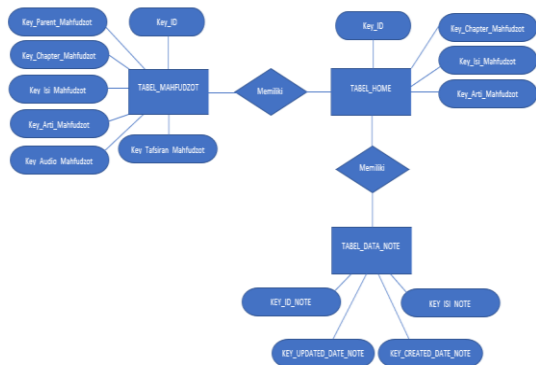 Key_Parent_Mahfudzot
Key_ID
Key_Chapter_Mahfudzot
Key_Isi_Mahfudzot
Key_Arti_Mahfudzot
Key_Audio_Mahfudzot
Key_Tafsiran_Mahfudzot
TABEL_MAHFUDZOT
Memiliki
Key_ID
Key_Chapter_Mahfudzot
Key_Isi_Mahfudzot
Key_Arti_Mahfudzot
TABEL_HOME
Memiliki
TABEL_DATA_NOTE
KEY_ID_NOTE
KEY_ISI_NOTE
KEY_UPDATED_DATE_NOTE
KEY_CREATED_DATE_NOTE